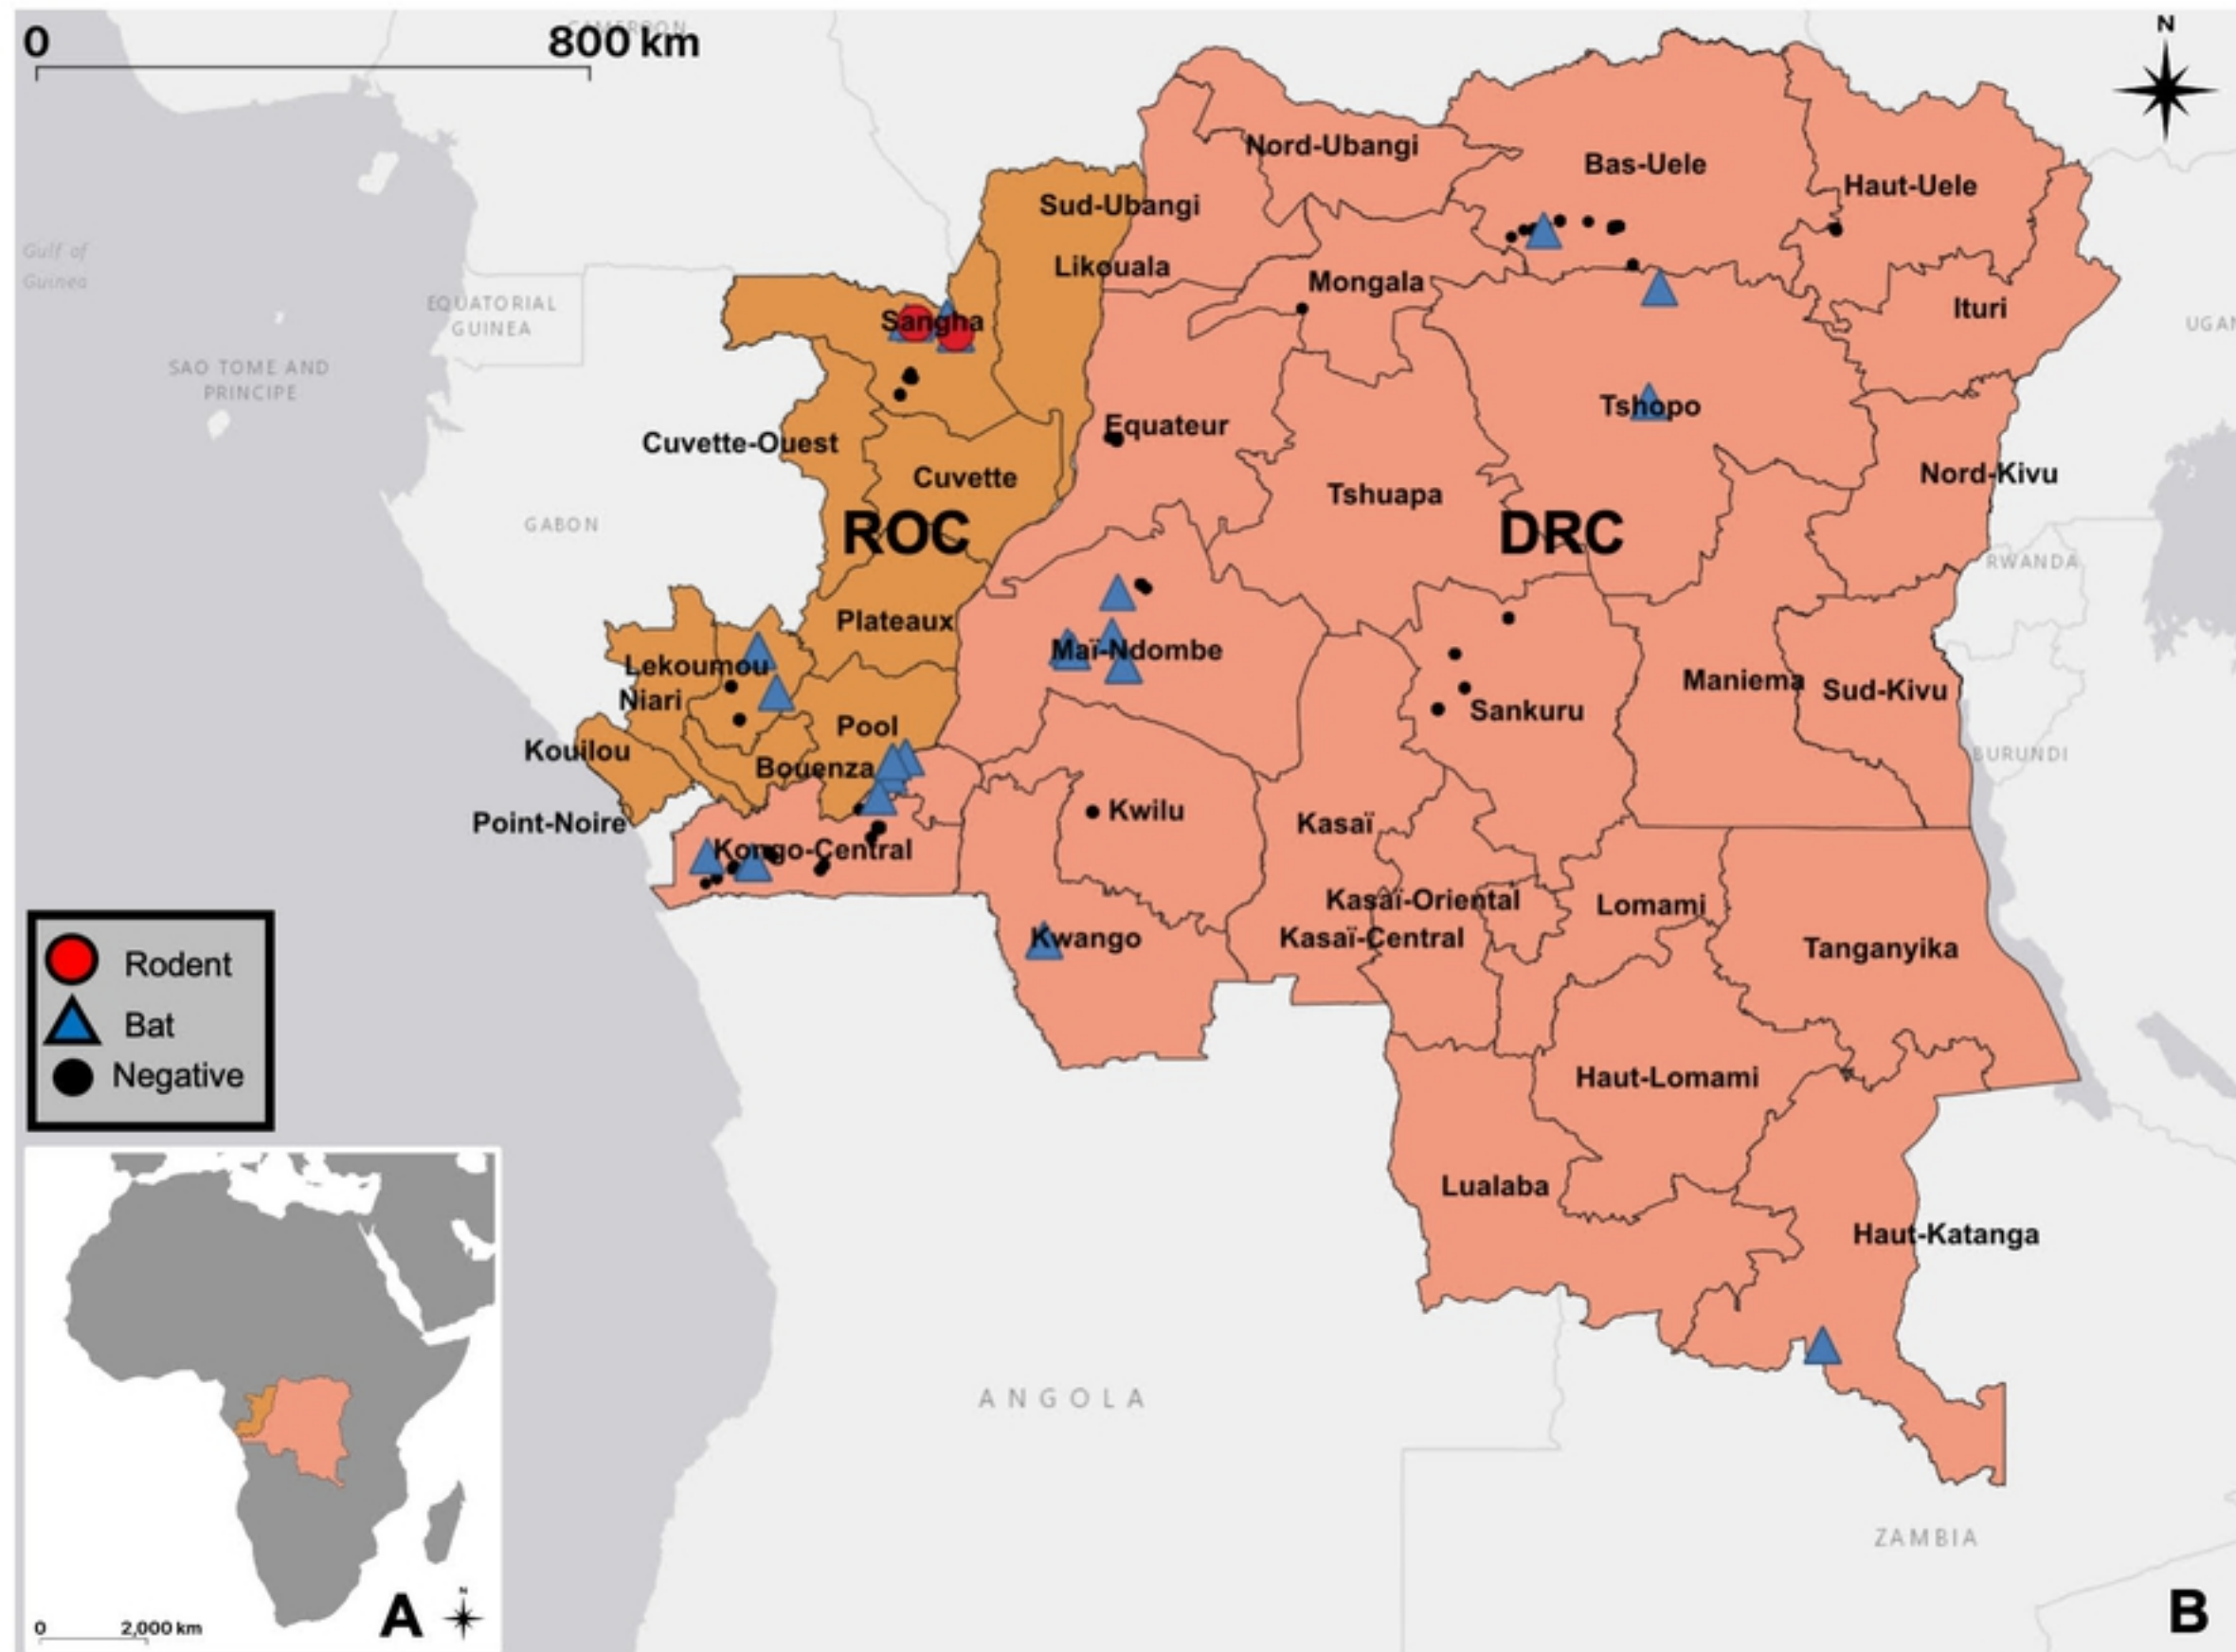 CAMEROON
0 800 km
N
Nord-Ubangi
Bas-Uele
Haut-Uele
Sud-Ubangi
Gulf of
Guinea
Likouala
Mongala
EQUATORIAL
GUINEA
Ituri
Sangha
UGAN
SAO TOME AND
PRINCIPE
Tshopo
Equateur
Cuvette-Ouest
Cuvette
Nord-Kivu
Tshuapa
GABON
ROC
DRC
RWANDA
Plateaux
Maï-Ndombe
Lekoumou
Niari
Maniema
Sud-Kivu
Sankuru
Pool
Kouilou
BURUNDI
Bouenza
Kwilu
Point-Noire
Kasaï
Kongo-Central
Kasaï-Oriental
Lomami
Kwango
Kasaï-Central
Tanganyika
Rodent
Bat
Negative
Haut-Lomami
Lualaba
Haut-Katanga
ANGOLA
ZAMBIA
N
A
0 2,000 km
B